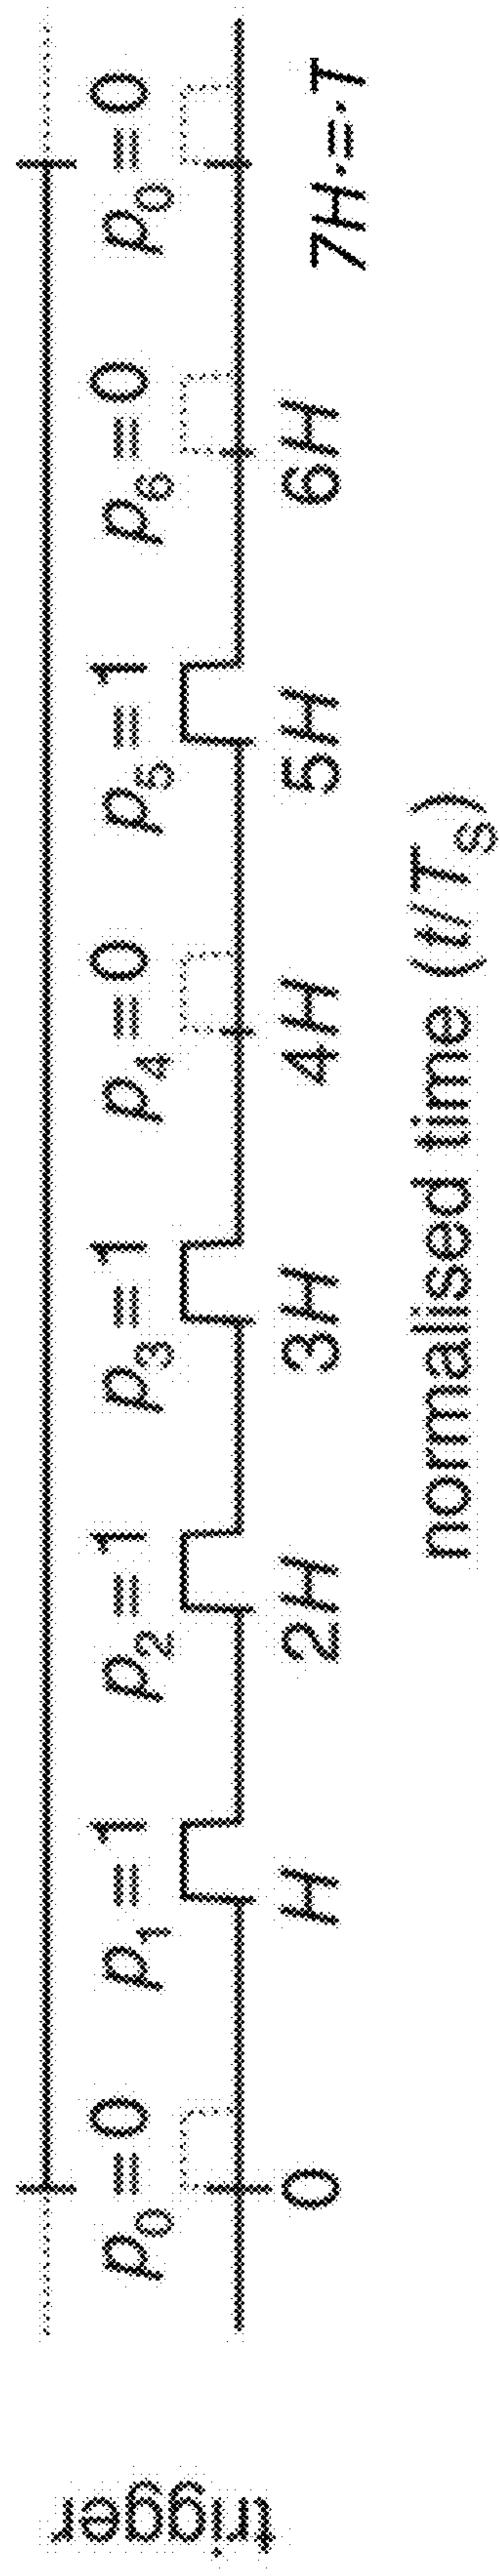 p0=0 p1=1 p2=1 p3=1 p4=0 p5=1 p6=0 p0=0
trigger
0 H 2H 3H 4H 5H 6H 7H = T
normalised time (t/Ts)